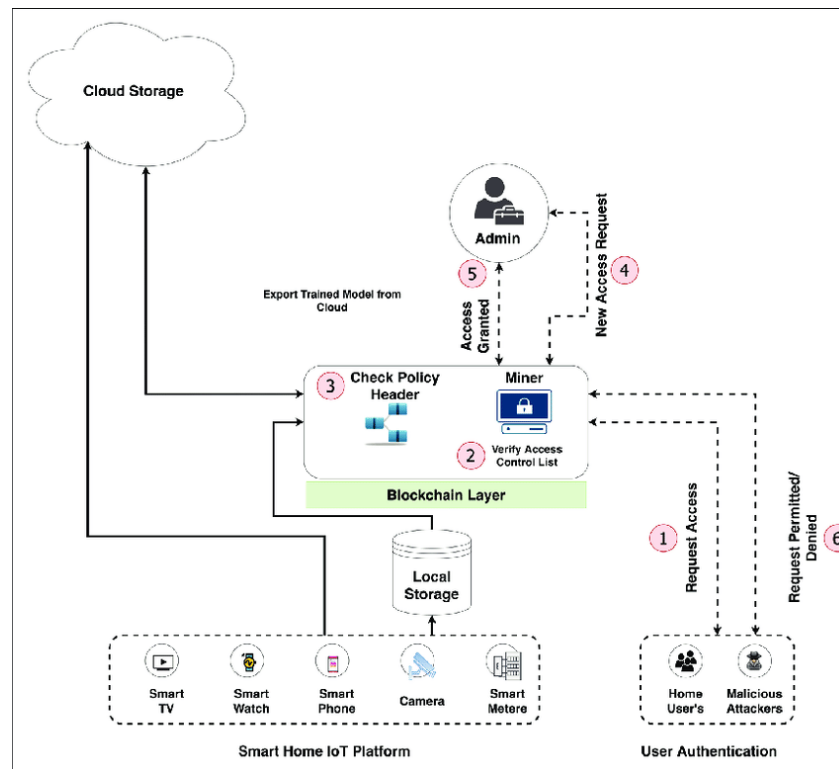 Cloud Storage
Admin
5
4
New Access Request
Export Trained Model from
Cloud
Access
Granted
3
Check Policy
Header
Miner
2
Verify Access
Control List
Blockchain Layer
1
Request Access
Request Permitted/
Denied
6
Local
Storage
Smart
TV
Smart
Watch
Smart
Phone
Camera
Smart
Metere
Home
User's
Malicious
Attackers
Smart Home IoT Platform
User Authentication